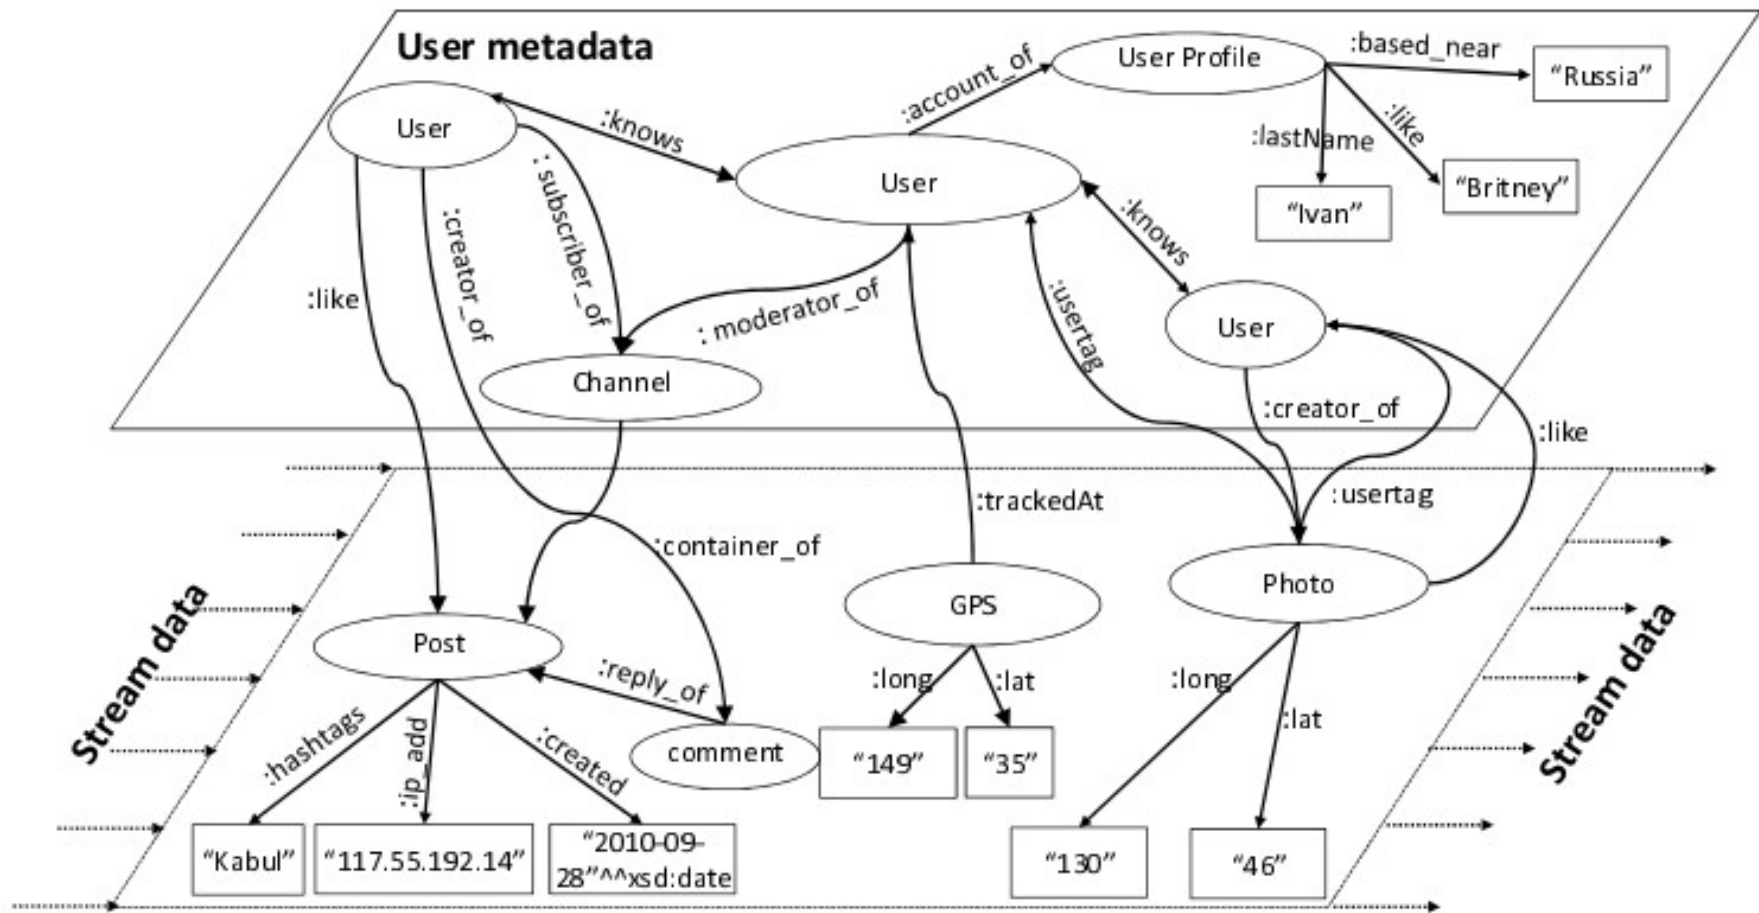 User metadata
User Profile
:based_near
“Russia”
:account_of
:lastName
:like
“Ivan”
“Britney”
User
:knows
User
:knows
User
:like
:creator_of
: subscriber_of
: moderator_of
:usertag
Channel
:creator_of
:like
:usertag
:trackedAt
:container_of
Stream data
Stream data
Post
GPS
Photo
:reply_of
comment
:long
:lat
:long
:lat
:hashtags
:ip_add
:created
“149”
“35”
“Kabul”
“117.55.192.14”
“2010-09-
28”^^xsd:date
“130”
“46”